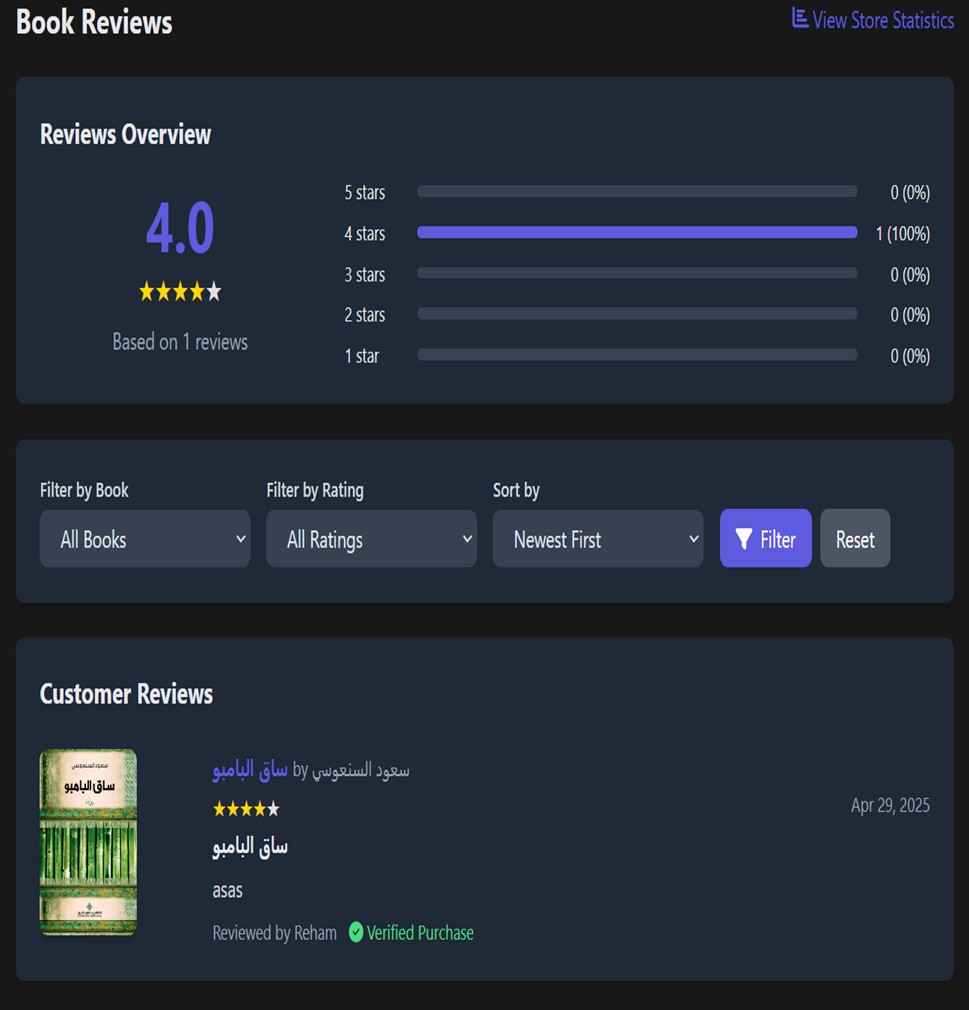 Book Reviews
View Store Statistics
Reviews Overview
4.0
Based on 1 reviews
5 stars 0 (0%)
4 stars 1 (100%)
3 stars 0 (0%)
2 stars 0 (0%)
1 star 0 (0%)
Filter by Book
All Books
Filter by Rating
All Ratings
Sort by
Newest First
Filter
Reset
Customer Reviews
سعود السنعوسي
ساق البامبو
ساق البامبو by سعود السنعوسي
Apr 29, 2025
ساق البامبو
asas
Reviewed by Reham Verified Purchase